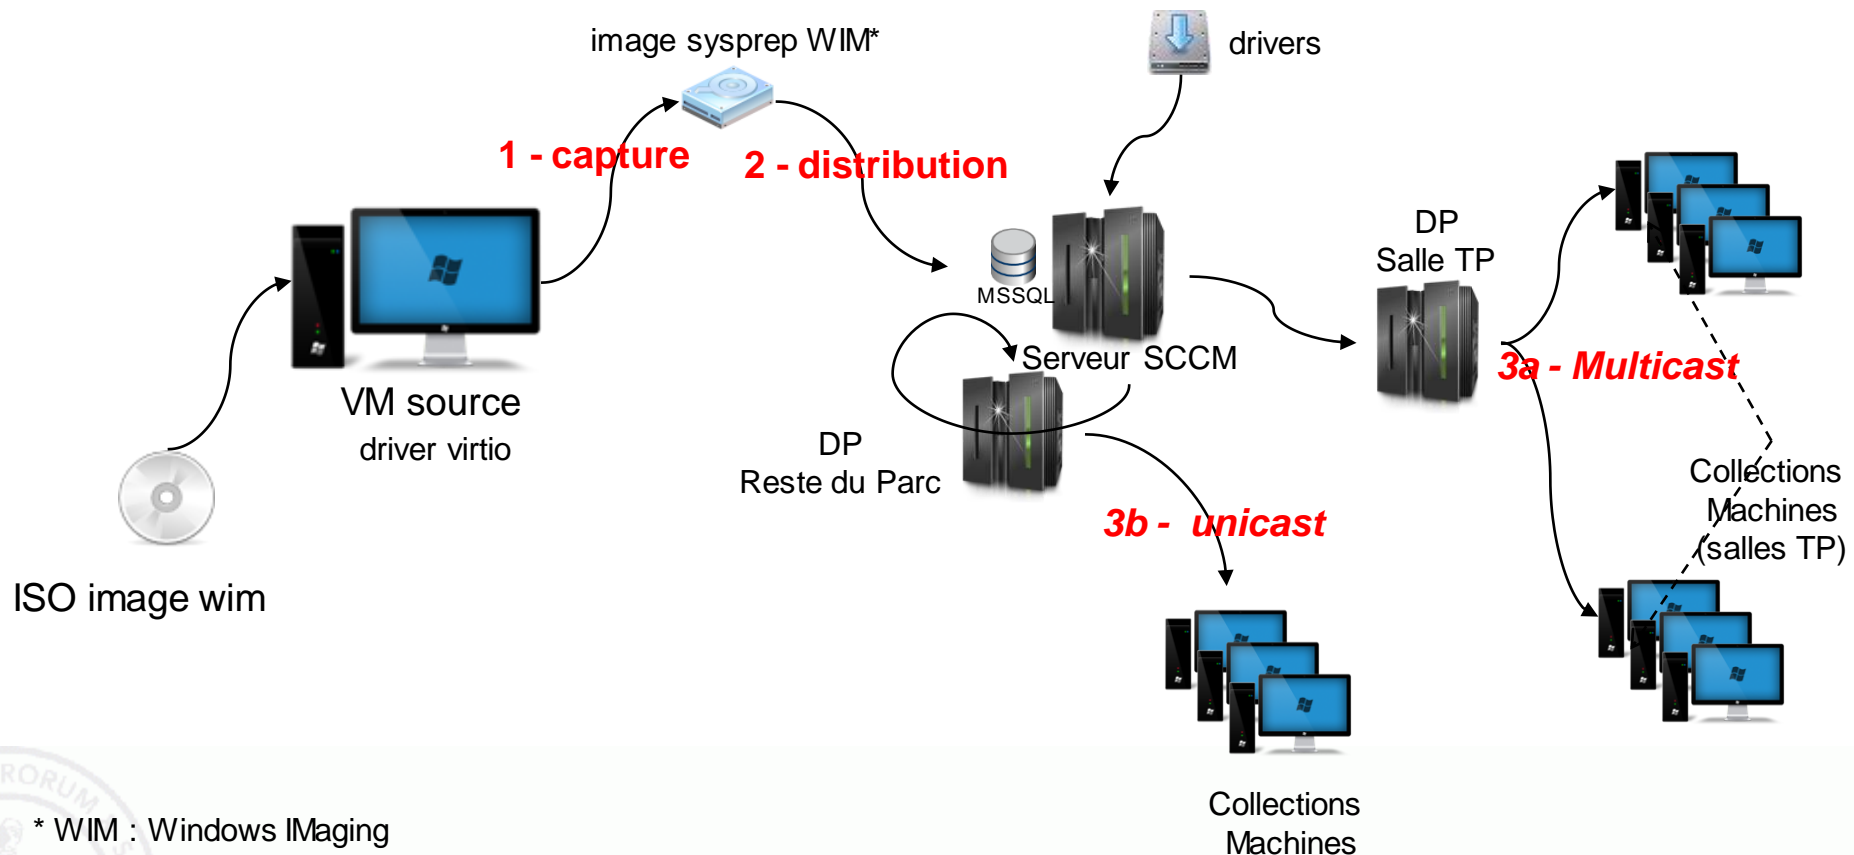 image sysprep WIM*
drivers
1 - capture
2 - distribution
DP
Salle TP
MSSQL
Serveur SCCM
3a - Multicast
VM source
driver virtio
DP
Reste du Parc
Collections
Machines
(salles TP)
3b - unicast
ISO image wim
Collections
Machines
* WIM : Windows IMaging